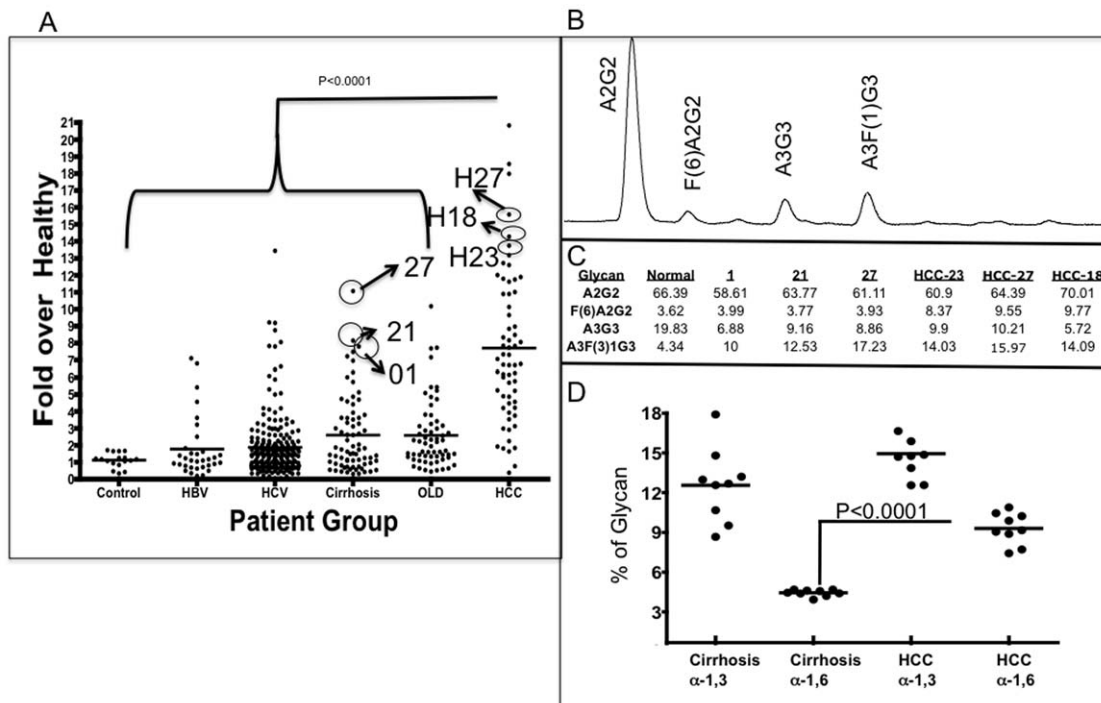 A
P<0.0001
Fold over Healthy
21
20
19
18
17
16
15
14
13
12
11
10
9
8
7
6
5
4
3
2
1
0
H27
H18
H23
27
21
01
Control HBV HCV Cirrhosis OLD HCC
Patient Group
B
A2G2
F(6)A2G2
A3G3
A3F(1)G3
C
Glycan Normal 1 21 27 HCC-23 HCC-27 HCC-18
A2G2 66.39 58.61 63.77 61.11 60.9 64.39 70.01
F(6)A2G2 3.62 3.99 3.77 3.93 8.37 9.55 9.77
A3G3 19.83 6.88 9.16 8.86 9.9 10.21 5.72
A3F(3)1G3 4.34 10 12.53 17.23 14.03 15.97 14.09
D
% of Glycan
18
15
12
9
6
3
P<0.0001
Cirrhosis Cirrhosis HCC HCC
α-1,3 α-1,6 α-1,3 α-1,6